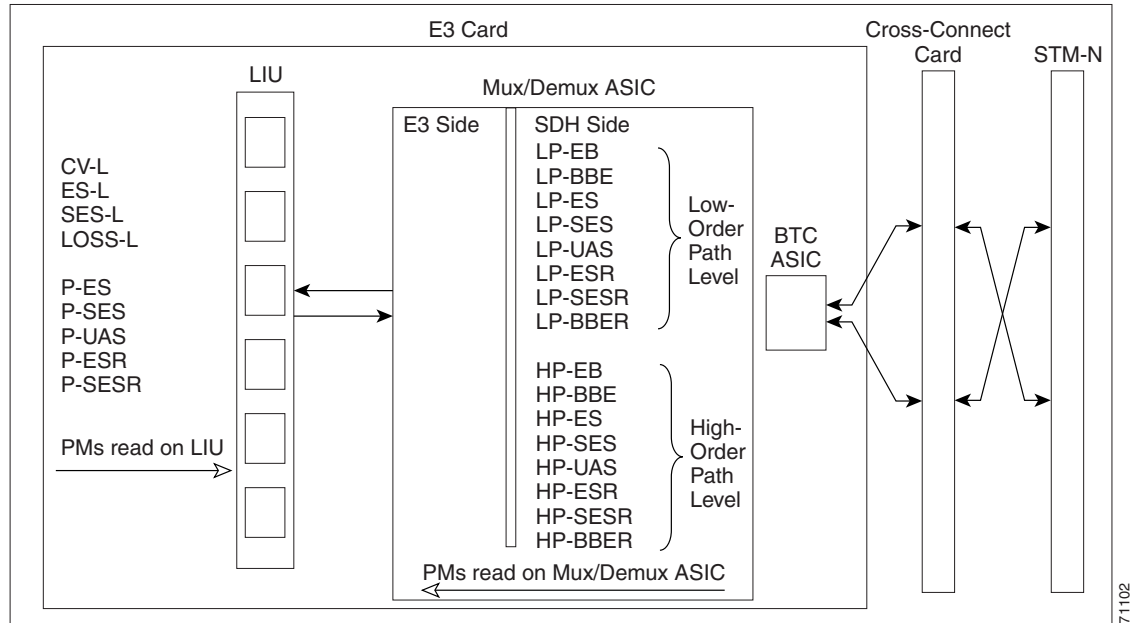 E3 Card
Cross-Connect
Card
STM-N
LIU
Mux/Demux ASIC
E3 Side
SDH Side
CV-L
ES-L
SES-L
LOSS-L
P-ES
P-SES
P-UAS
P-ESR
P-SESR
PMs read on LIU
LP-EB
LP-BBE
LP-ES
LP-SES
LP-UAS
LP-ESR
LP-SESR
LP-BBER
Low-
Order
Path
Level
HP-EB
HP-BBE
HP-ES
HP-SES
HP-UAS
HP-ESR
HP-SESR
HP-BBER
High-
Order
Path
Level
PMs read on Mux/Demux ASIC
BTC
ASIC
71102